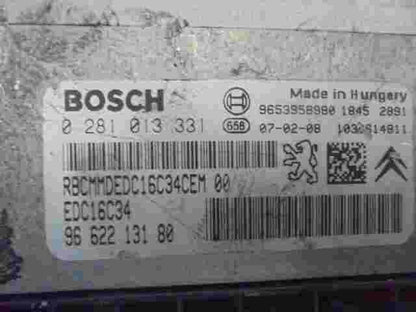 BOSCH
Made in Hungary
9653958980 1845 2891
0 281 013 331
658
07-02-08
RBCMMDEDC16C34CEM 00
EDC16C34
96 622 131 80